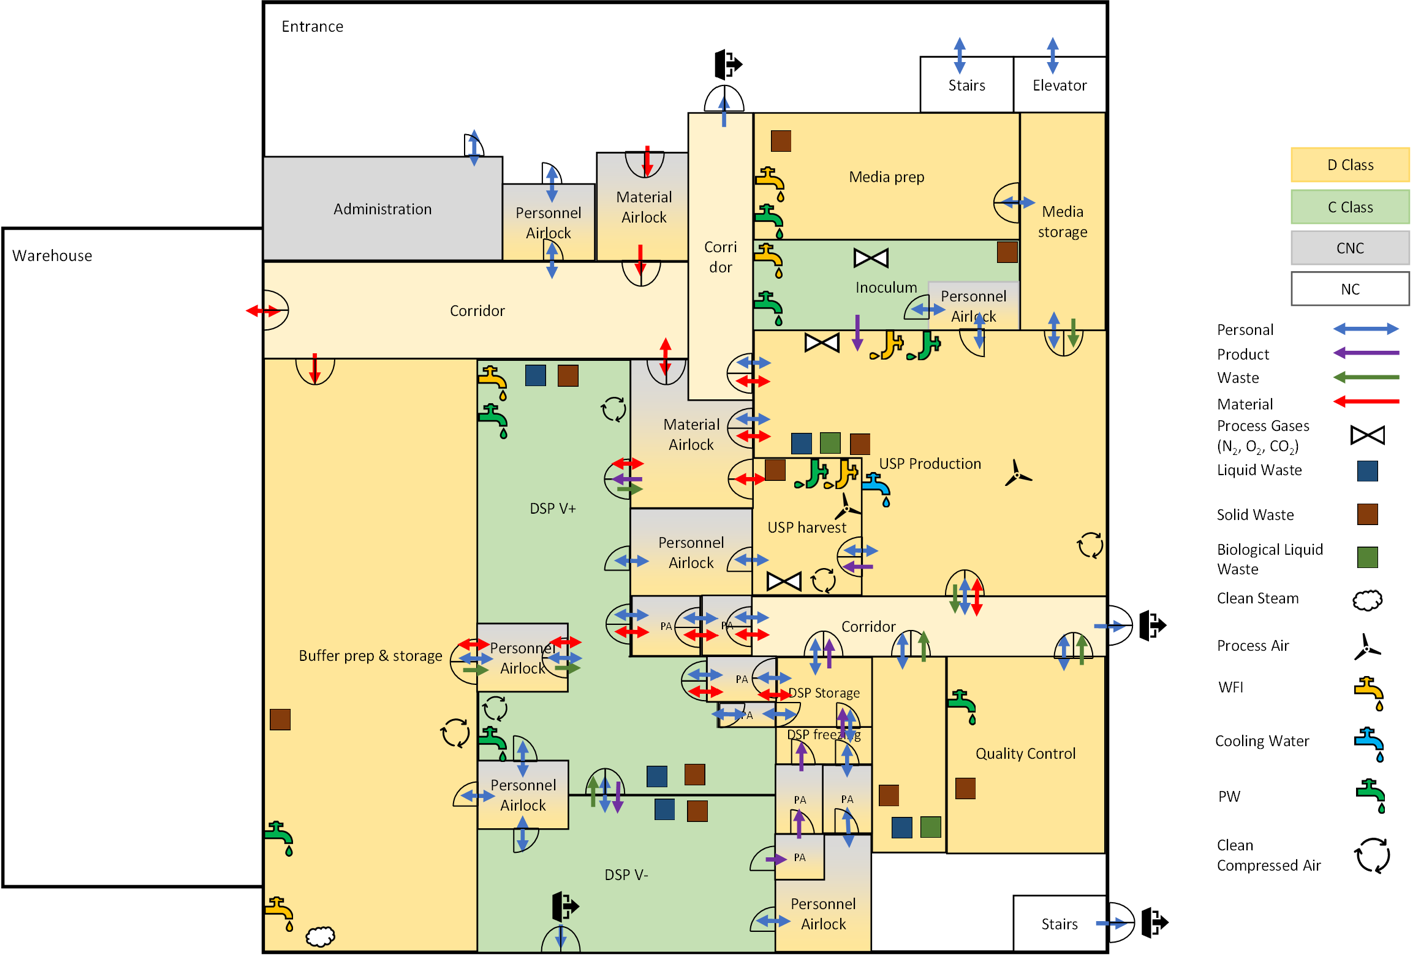 Entrance
Stairs
Elevator
Administration
Personnel
Airlock
Material
Airlock
Media prep
Media
storage
Corri
dor
Warehouse
Inoculum
Personnel
Airlock
Corridor
Material
Airlock
USP Production
DSP V+
USP harvest
Personnel
Airlock
PA
PA
Corridor
Buffer prep & storage
Personnel
Airlock
PA
DSP Storage
PA
DSP freezing
Quality Control
Personnel
Airlock
PA
PA
PA
DSP V-
Personnel
Airlock
Stairs
D Class
C Class
CNC
NC
Personal
Product
Waste
Material
Process Gases
(N2, O2, CO2)
Liquid Waste
Solid Waste
Biological Liquid
Waste
Clean Steam
Process Air
WFI
Cooling Water
PW
Clean
Compressed Air